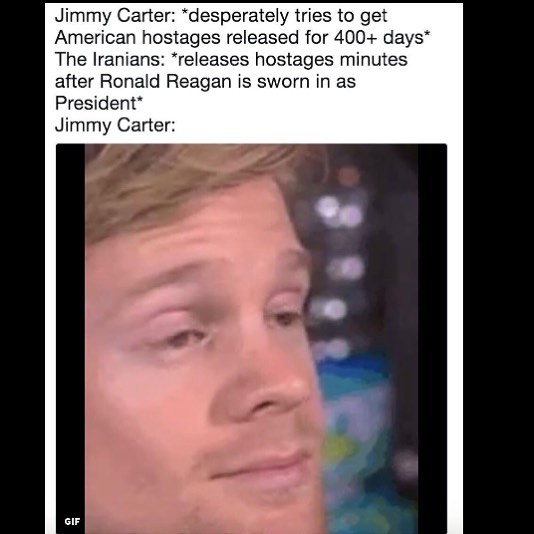 Jimmy Carter: *desperately tries to get
American hostages released for 400+ days*
The Iranians: *releases hostages minutes
after Ronald Reagan is sworn in as
President*
Jimmy Carter:
GIF